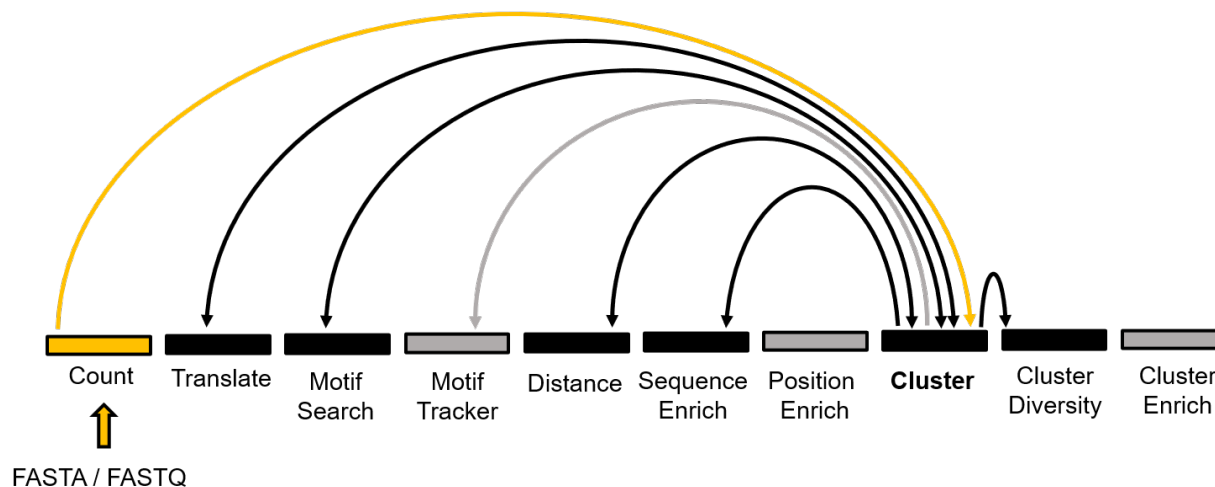 Count
Translate
Motif
Search
Motif
Tracker
Distance
Sequence
Enrich
Position
Enrich
Cluster
Cluster
Diversity
Cluster
Enrich
FASTA / FASTQ